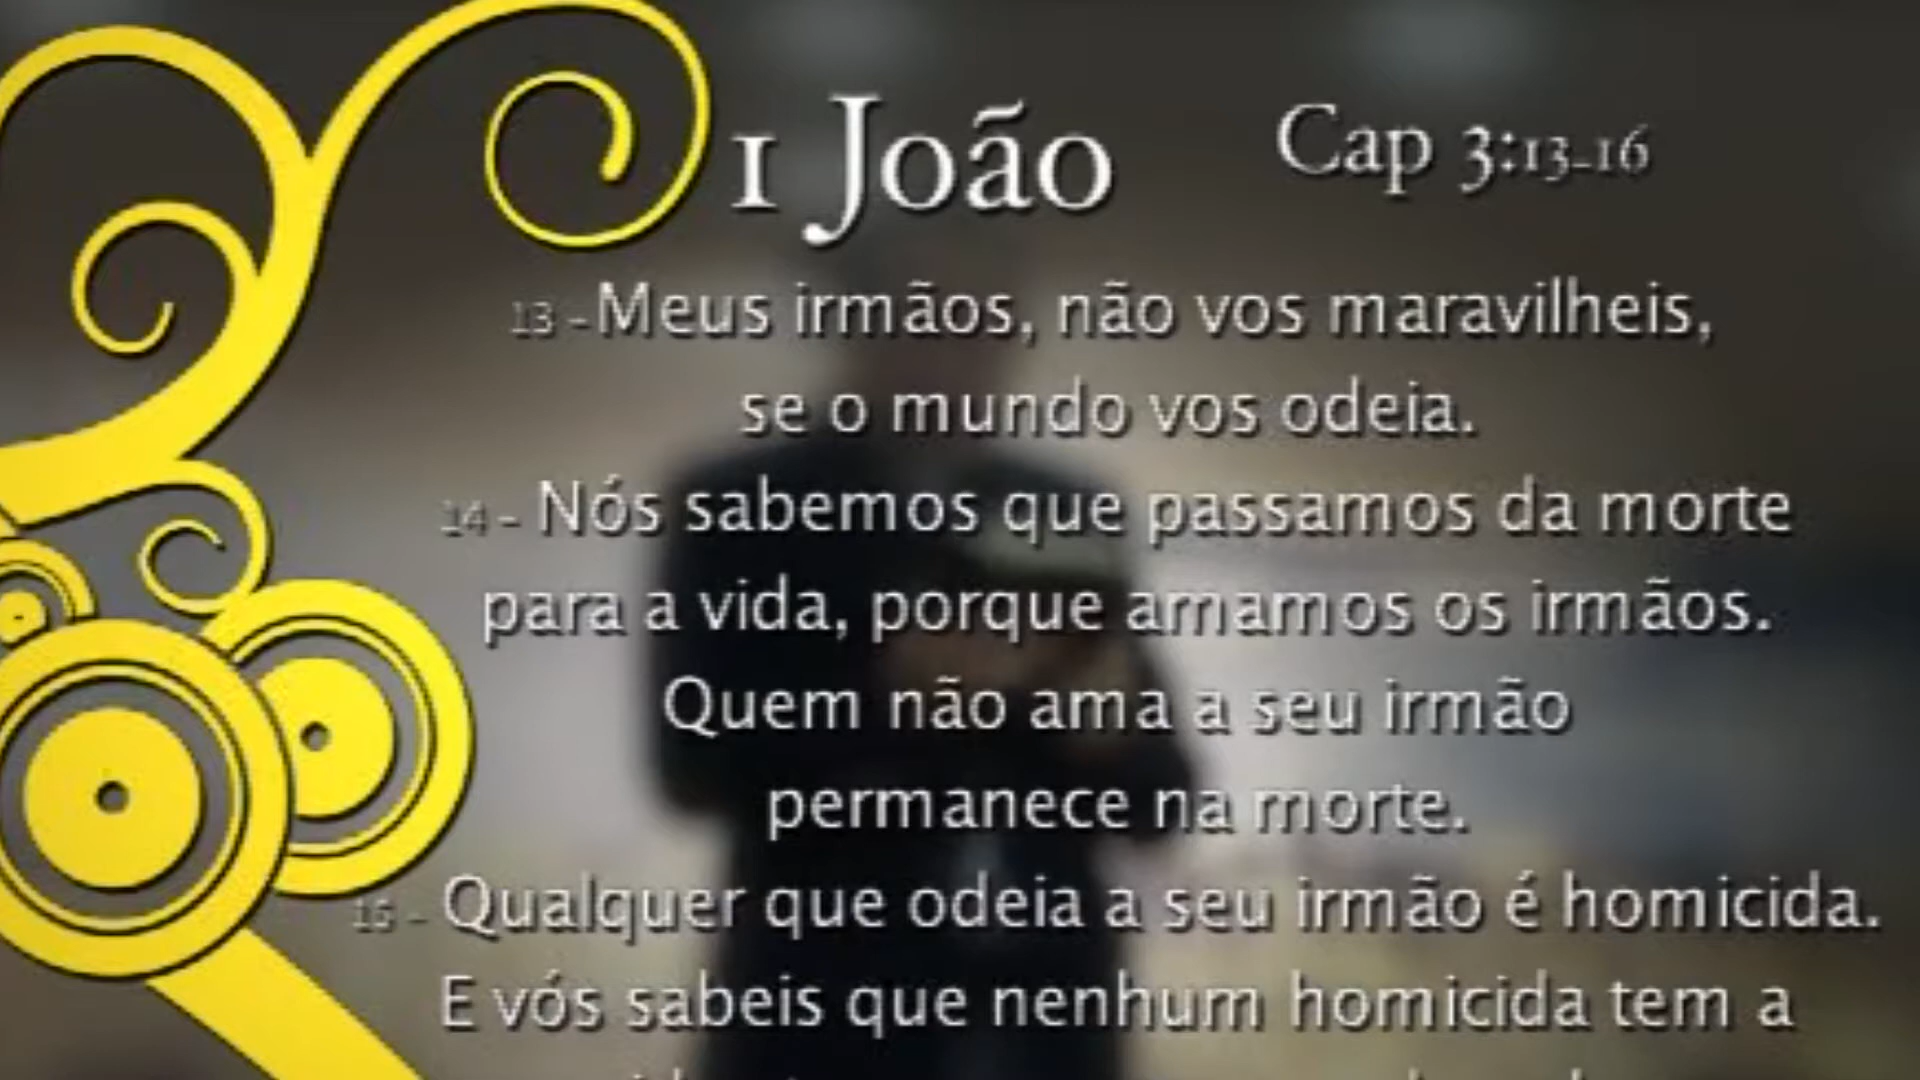 1 João Cap 3:13-16
13 - Meus irmãos, não vos maravilheis,
se o mundo vos odeia.
14 - Nós sabemos que passamos da morte
para a vida, porque amamos os irmãos.
Quem não ama a seu irmão
permanece na morte.
15 - Qualquer que odeia a seu irmão é homicida.
E vós sabeis que nenhum homicida tem a